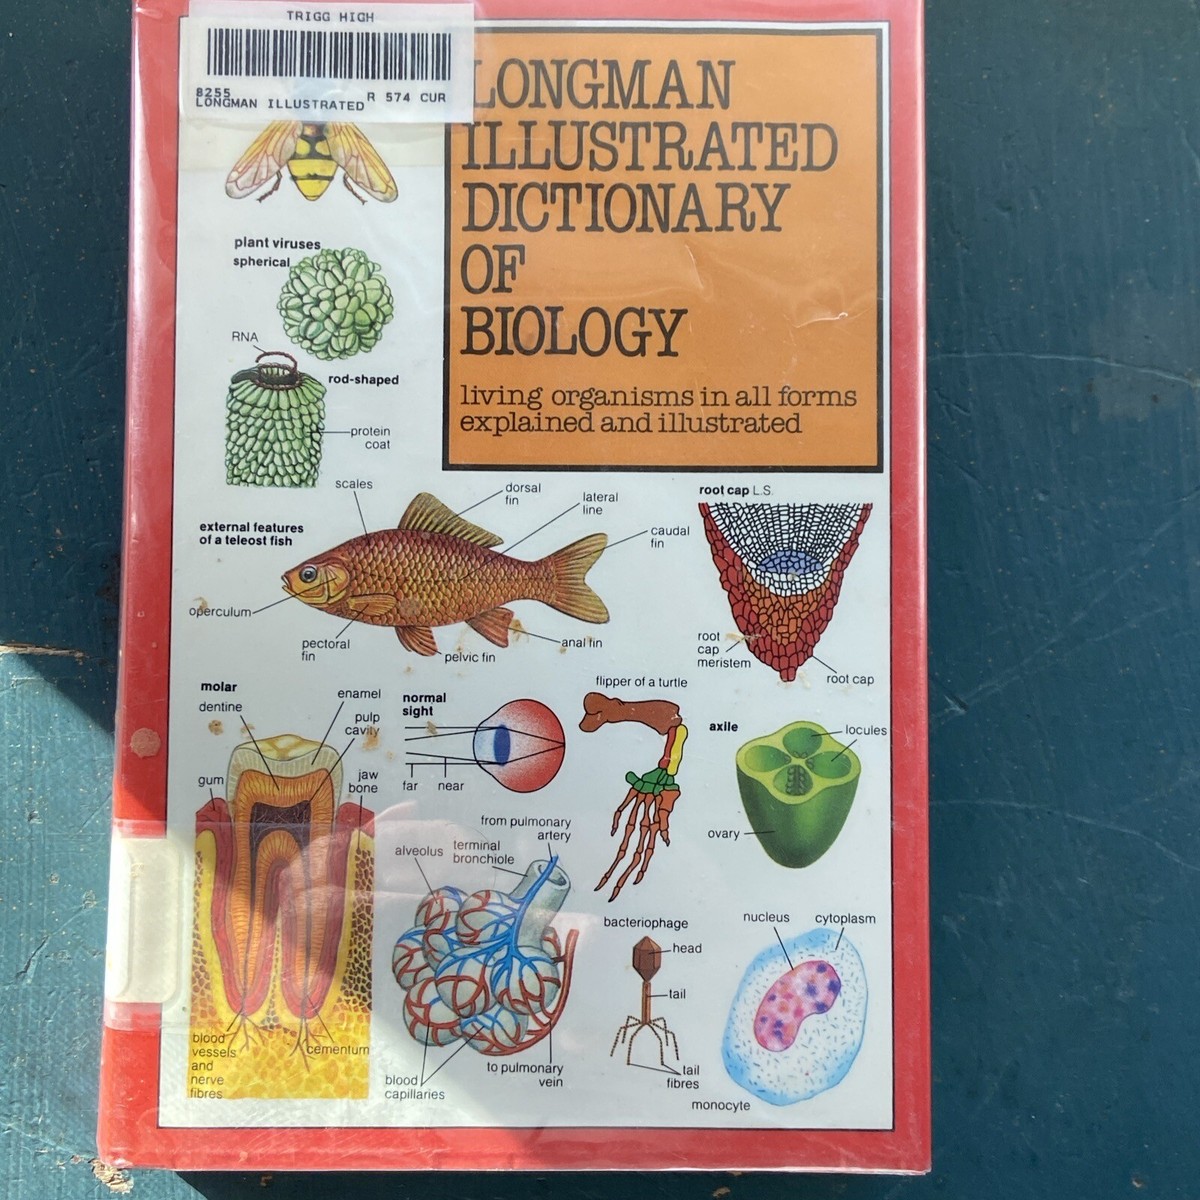 TRIGG HIGH
8255
R 574 CUR
LONGMAN ILLUSTRATED
LONGMAN
ILLUSTRATED
DICTIONARY
OF
BIOLOGY
living organisms in all forms
explained and illustrated
plant viruses
spherical
RNA
rod-shaped
protein
coat
scales
dorsal
fin
lateral
line
caudal
fin
external features
of a teleost fish
operculum
pectoral
fin
pelvic fin
anal fin
root cap L.S.
root
cap
meristem
root cap
molar
dentine
enamel
pulp
cavity
gum
jaw
bone
blood
vessels
and
nerve
fibres
cementum
normal
sight
far
near
flipper of a turtle
axile
locules
ovary
from pulmonary
artery
alveolus
terminal
bronchiole
blood
capillaries
to pulmonary
vein
bacteriophage
head
tail
tail
fibres
nucleus
cytoplasm
monocyte